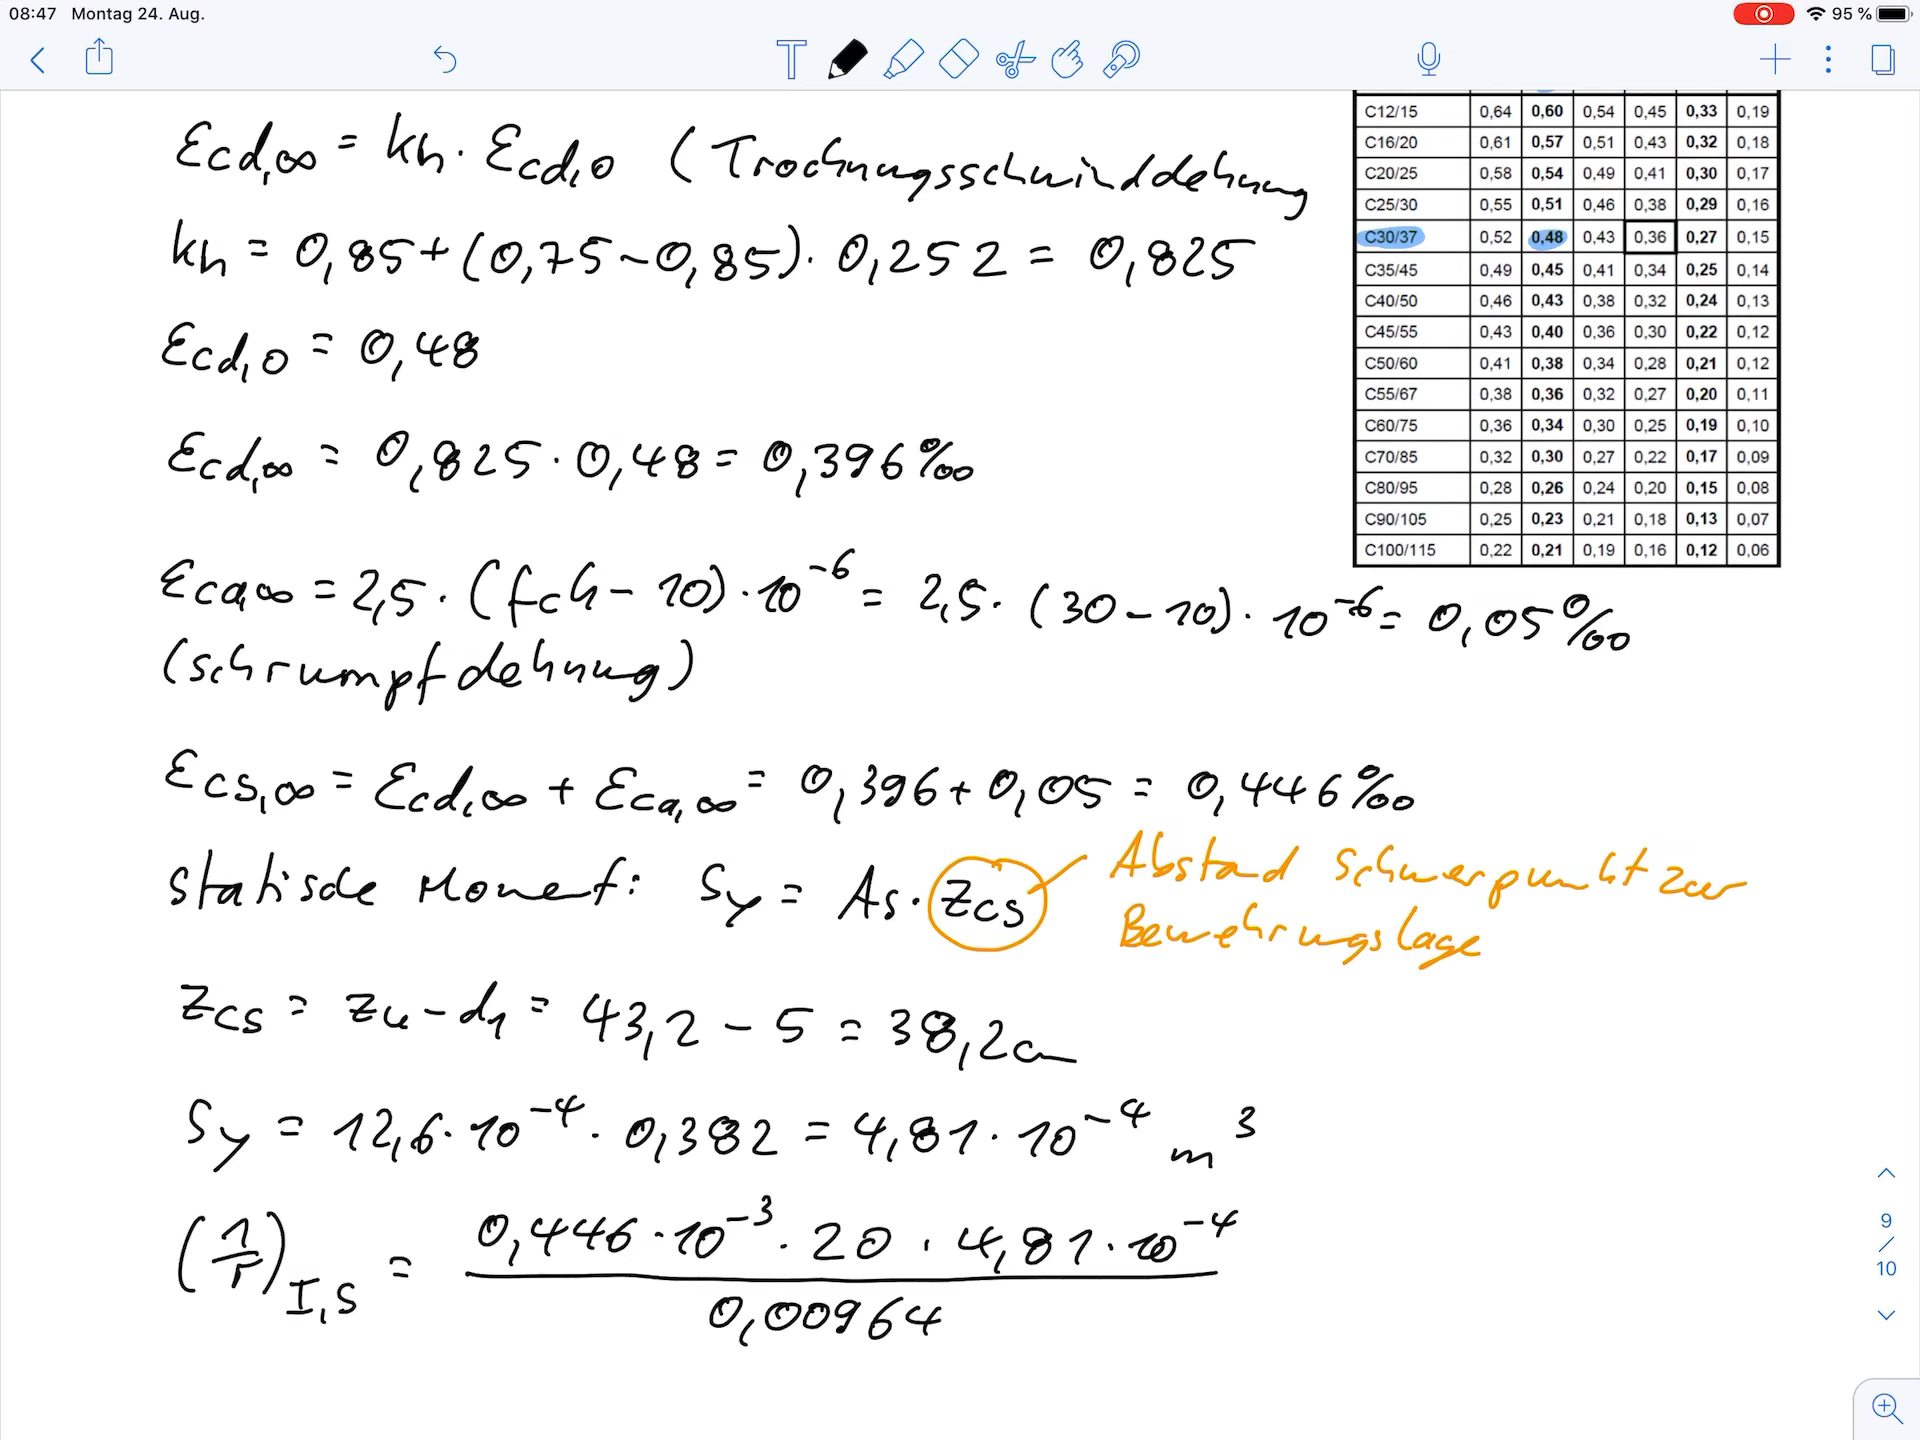 08:47 Montag 24. Aug.
95 %
εcd,∞ = kh · εcd,0 (Trocknungsschwinddehnung
kh = 0,85 + (0,75 - 0,85) · 0,252 = 0,825
εcd,0 = 0,48
εcd,∞ = 0,825 · 0,48 = 0,396 ‰
εca,∞ = 2,5 · (fck - 10) · 10^-6 = 2,5 · (30 - 10) · 10^-6 = 0,05 ‰
(Schrumpfdehnung)
εcs,∞ = εcd,∞ + εca,∞ = 0,396 + 0,05 = 0,446 ‰
statische Moment: Sy = As · zcs
Abstand Schwerpunkt zur
Bewehrungslage
zcs = zu - d1 = 43,2 - 5 = 38,2 cm
Sy = 12,6 · 10^-4 · 0,382 = 4,81 · 10^-4 m^3
(1/r)I,S = 0,446 · 10^-3 · 20 · 4,81 · 10^-4
0,00964
C12/15 0,64 0,60 0,54 0,45 0,33 0,19
C16/20 0,61 0,57 0,51 0,43 0,32 0,18
C20/25 0,58 0,54 0,49 0,41 0,30 0,17
C25/30 0,55 0,51 0,46 0,38 0,29 0,16
C30/37 0,52 0,48 0,43 0,36 0,27 0,15
C35/45 0,49 0,45 0,41 0,34 0,25 0,14
C40/50 0,46 0,43 0,38 0,32 0,24 0,13
C45/55 0,43 0,40 0,36 0,30 0,22 0,12
C50/60 0,41 0,38 0,34 0,28 0,21 0,12
C55/67 0,38 0,36 0,32 0,27 0,20 0,11
C60/75 0,36 0,34 0,30 0,25 0,19 0,10
C70/85 0,32 0,30 0,27 0,22 0,17 0,09
C80/95 0,28 0,26 0,24 0,20 0,15 0,08
C90/105 0,25 0,23 0,21 0,18 0,13 0,07
C100/115 0,22 0,21 0,19 0,16 0,12 0,06
9
/
10